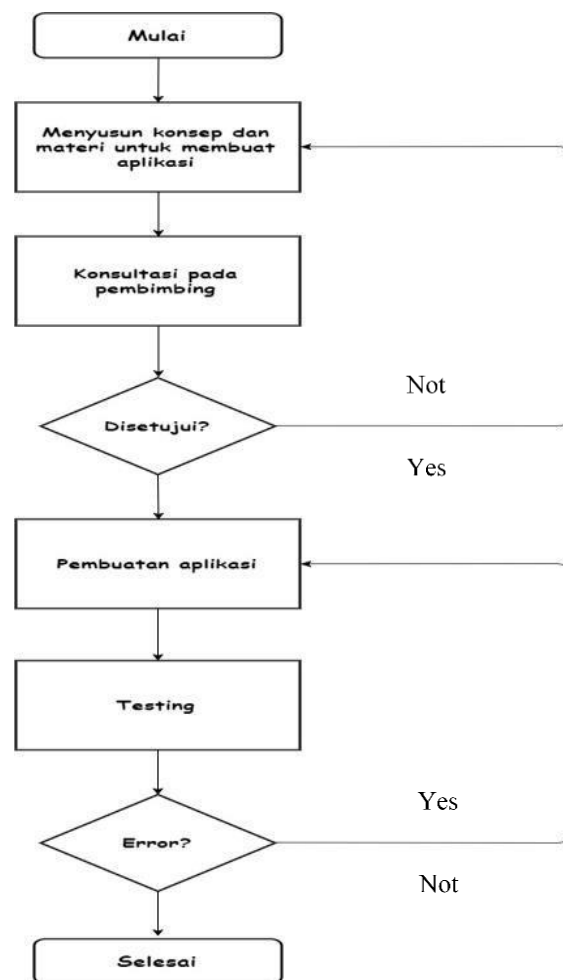 Mulai
Menyusun konsep dan
materi untuk membuat
aplikasi
Konsultasi pada
pembimbing
Not
Disetujui?
Yes
Pembuatan aplikasi
Testing
Yes
Error?
Not
Selesai